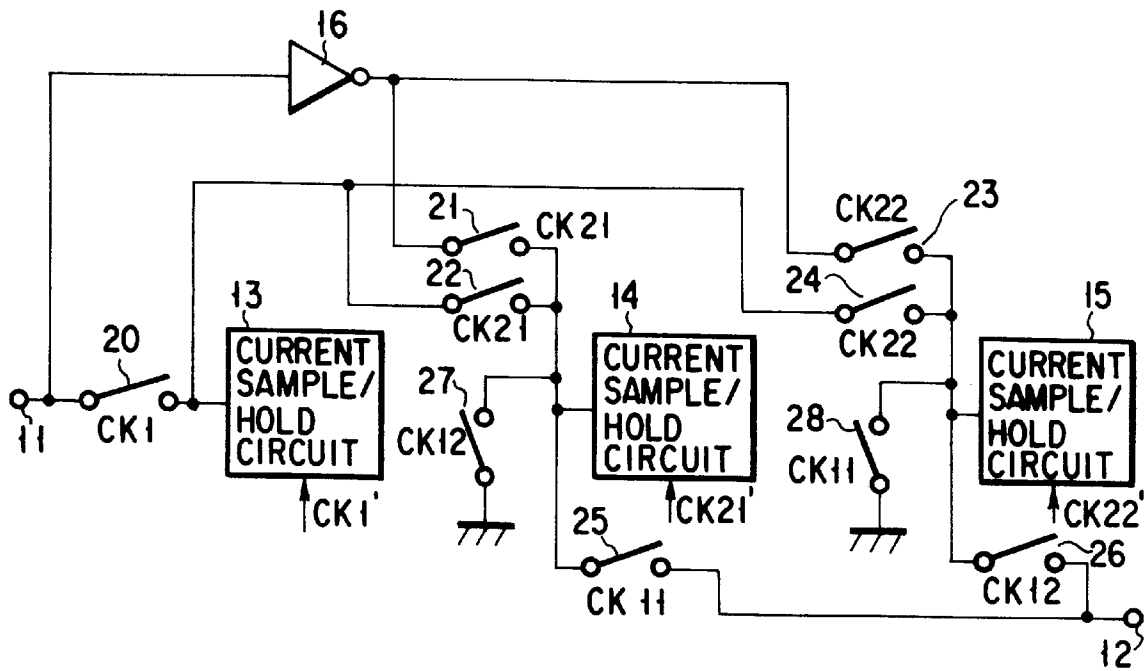 16
21
CK21
CK22
23
22
CK21
24
CK22
13
14
15
20
CURRENT
SAMPLE/
HOLD
CIRCUIT
CURRENT
SAMPLE/
HOLD
CIRCUIT
CURRENT
SAMPLE/
HOLD
CIRCUIT
11
CK1
27
CK12
28
CK11
CK1'
CK21'
CK22'
25
CK11
26
CK12
12